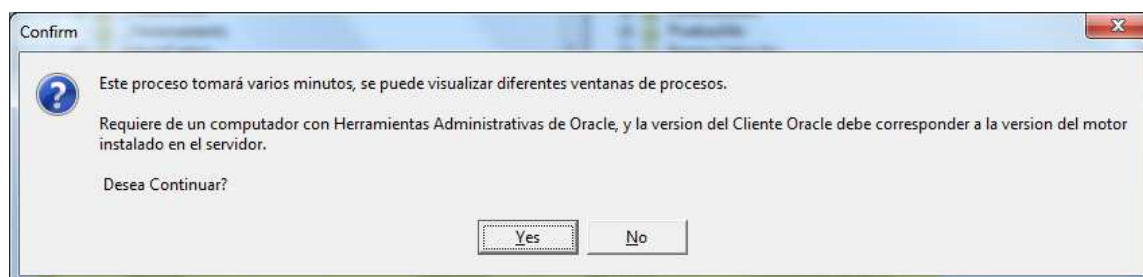 Confirm
Este proceso tomará varios minutos, se puede visualizar diferentes ventanas de procesos.
Requiere de un computador con Herramientas Administrativas de Oracle, y la version del Cliente Oracle debe corresponder a la version del motor
instalado en el servidor.
Desea Continuar?
Yes
No